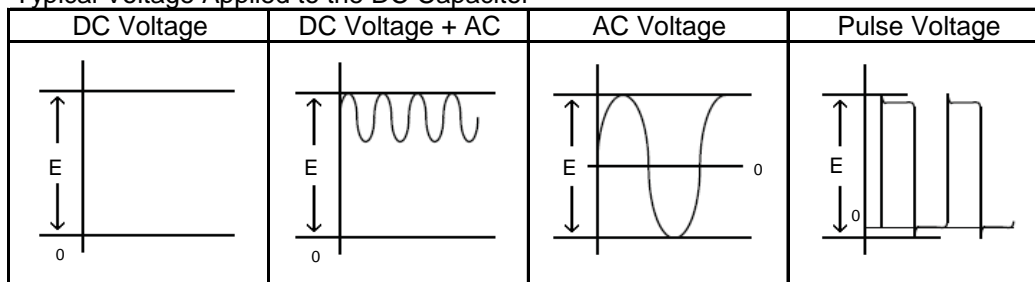 Typical Voltage Applied to the DC Capacitor
DC Voltage DC Voltage + AC AC Voltage Pulse Voltage
E E E E
0 0 0 0